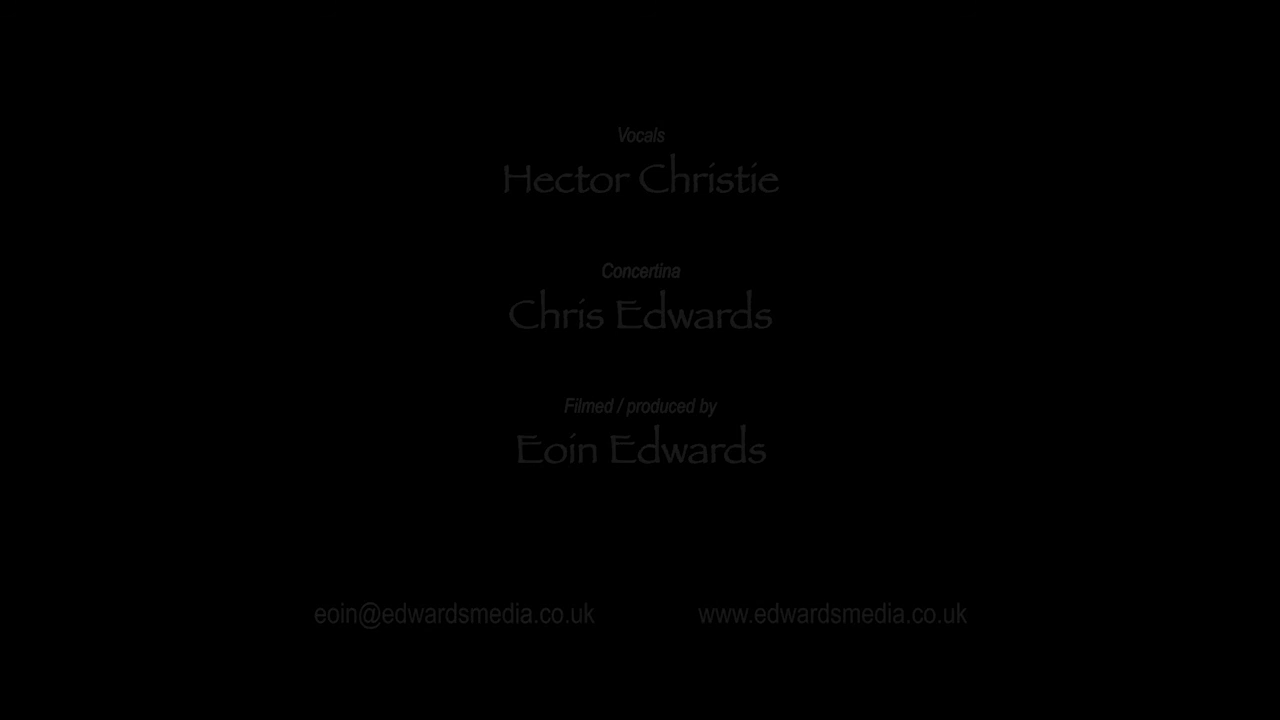 Vocals
Hector Christie
Concertina
Chris Edwards
Filmed / produced by
Eoin Edwards
eoin@edwardsmedia.co.uk www.edwardsmedia.co.uk